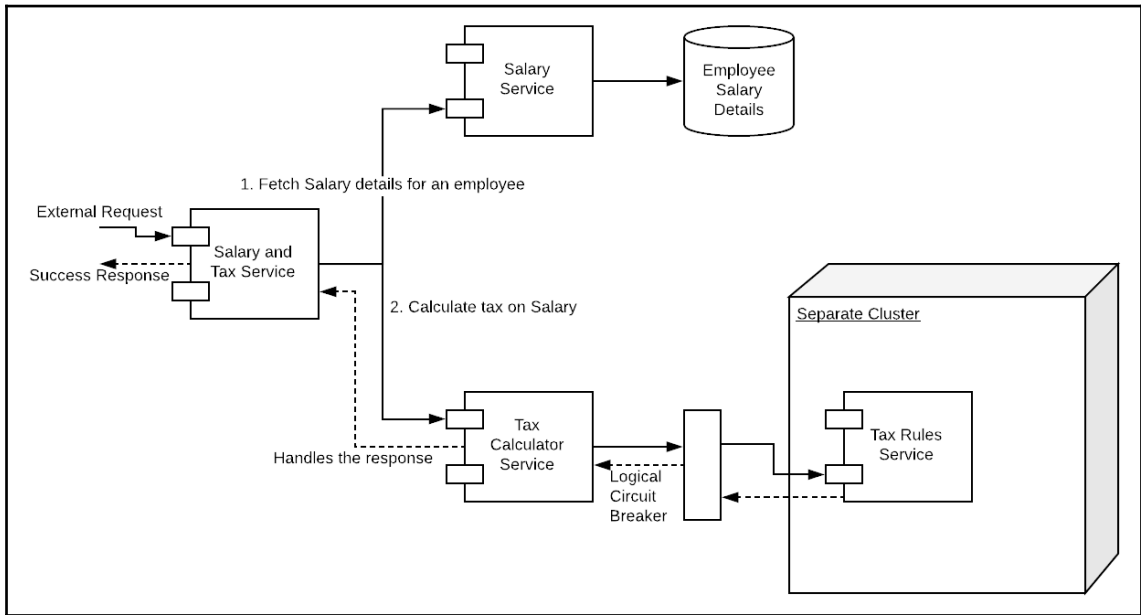 Salary
Service
Employee
Salary
Details
1. Fetch Salary details for an employee
External Request
Salary and
Tax Service
Success Response
2. Calculate tax on Salary
Separate Cluster
Tax
Calculator
Service
Handles the response
Logical
Circuit
Breaker
Tax Rules
Service